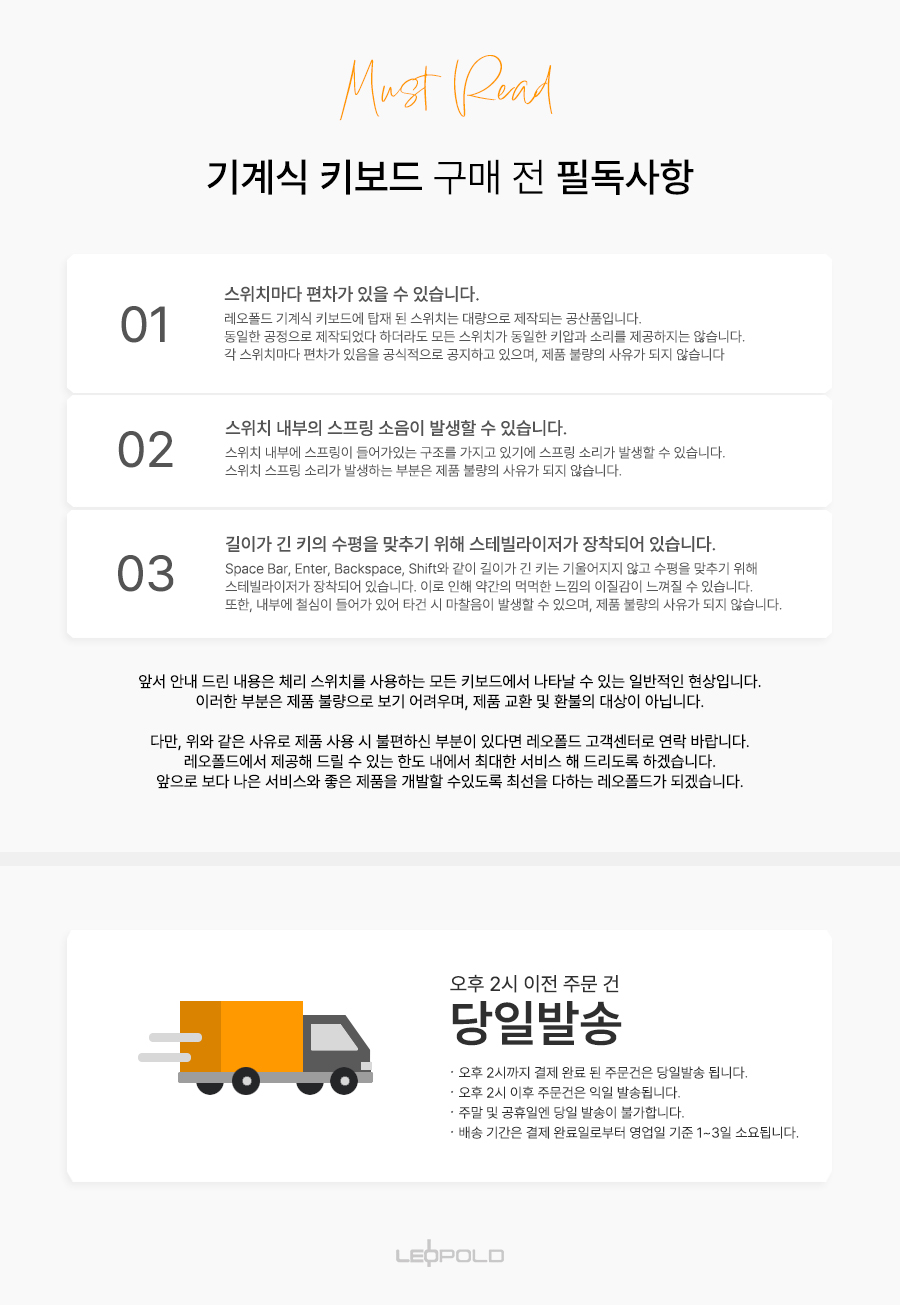 Must Read
기계식 키보드 구매 전 필독사항
01
스위치마다 편차가 있을 수 있습니다.
레오폴드 기계식 키보드에 탑재 된 스위치는 대량으로 제작되는 공산품입니다.
동일한 공정으로 제작되었다 하더라도 모든 스위치가 동일한 키압과 소리를 제공하지는 않습니다.
각 스위치마다 편차가 있음을 공식적으로 공지하고 있으며, 제품 불량의 사유가 되지 않습니다
02
스위치 내부의 스프링 소음이 발생할 수 있습니다.
스위치 내부에 스프링이 들어가있는 구조를 가지고 있기에 스프링 소리가 발생할 수 있습니다.
스위치 스프링 소리가 발생하는 부분은 제품 불량의 사유가 되지 않습니다.
03
길이가 긴 키의 수평을 맞추기 위해 스테빌라이저가 장착되어 있습니다.
Space Bar, Enter, Backspace, Shift와 같이 길이가 긴 키는 기울어지지 않고 수평을 맞추기 위해
스테빌라이저가 장착되어 있습니다. 이로 인해 약간의 먹먹한 느낌의 이질감이 느껴질 수 있습니다.
또한, 내부에 철심이 들어가 있어 타건 시 마찰음이 발생할 수 있으며, 제품 불량의 사유가 되지 않습니다.
앞서 안내 드린 내용은 체리 스위치를 사용하는 모든 키보드에서 나타날 수 있는 일반적인 현상입니다.
이러한 부분은 제품 불량으로 보기 어려우며, 제품 교환 및 환불의 대상이 아닙니다.
다만, 위와 같은 사유로 제품 사용 시 불편하신 부분이 있다면 레오폴드 고객센터로 연락 바랍니다.
레오폴드에서 제공해 드릴 수 있는 한도 내에서 최대한 서비스 해 드리도록 하겠습니다.
앞으로 보다 나은 서비스와 좋은 제품을 개발할 수있도록 최선을 다하는 레오폴드가 되겠습니다.
오후 2시 이전 주문 건
당일발송
· 오후 2시까지 결제 완료 된 주문건은 당일발송 됩니다.
· 오후 2시 이후 주문건은 익일 발송됩니다.
· 주말 및 공휴일엔 당일 발송이 불가합니다.
· 배송 기간은 결제 완료일로부터 영업일 기준 1~3일 소요됩니다.
LEOPOLD